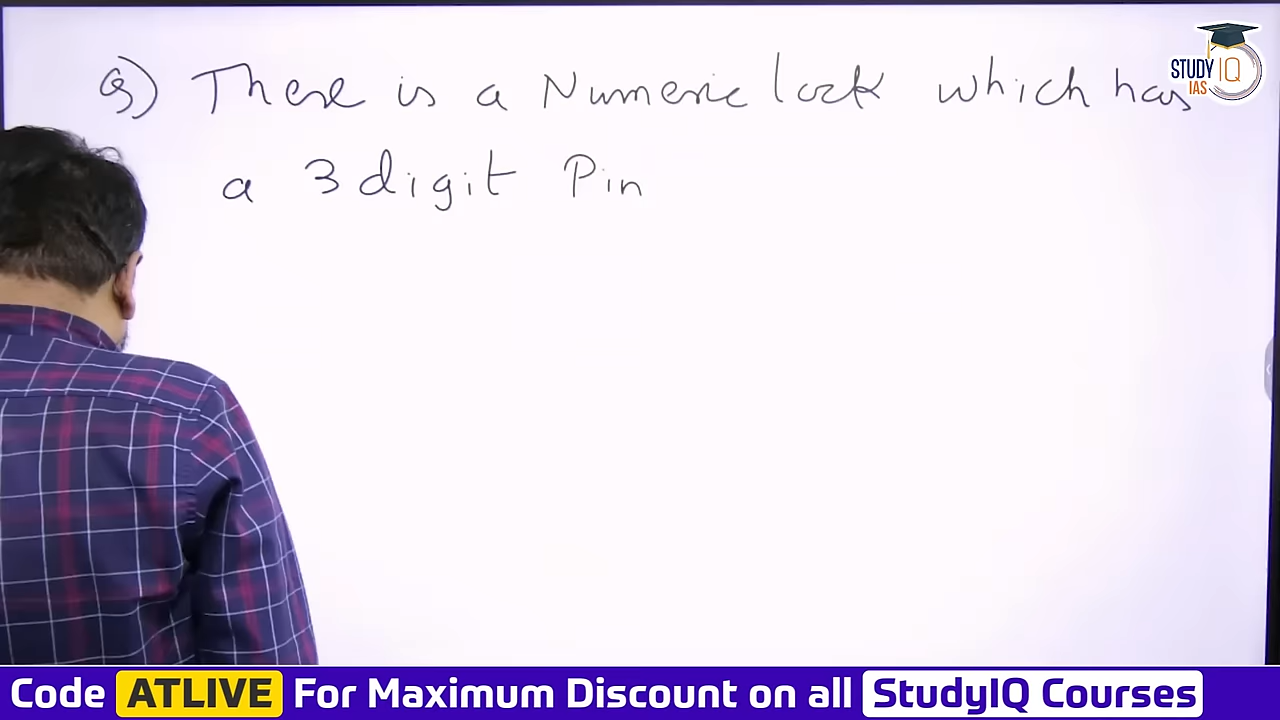 Q) There is a Numeric lock which has
a 3 digit Pin
STUDY IQ
IAS
Code ATLIVE For Maximum Discount on all StudyIQ Courses